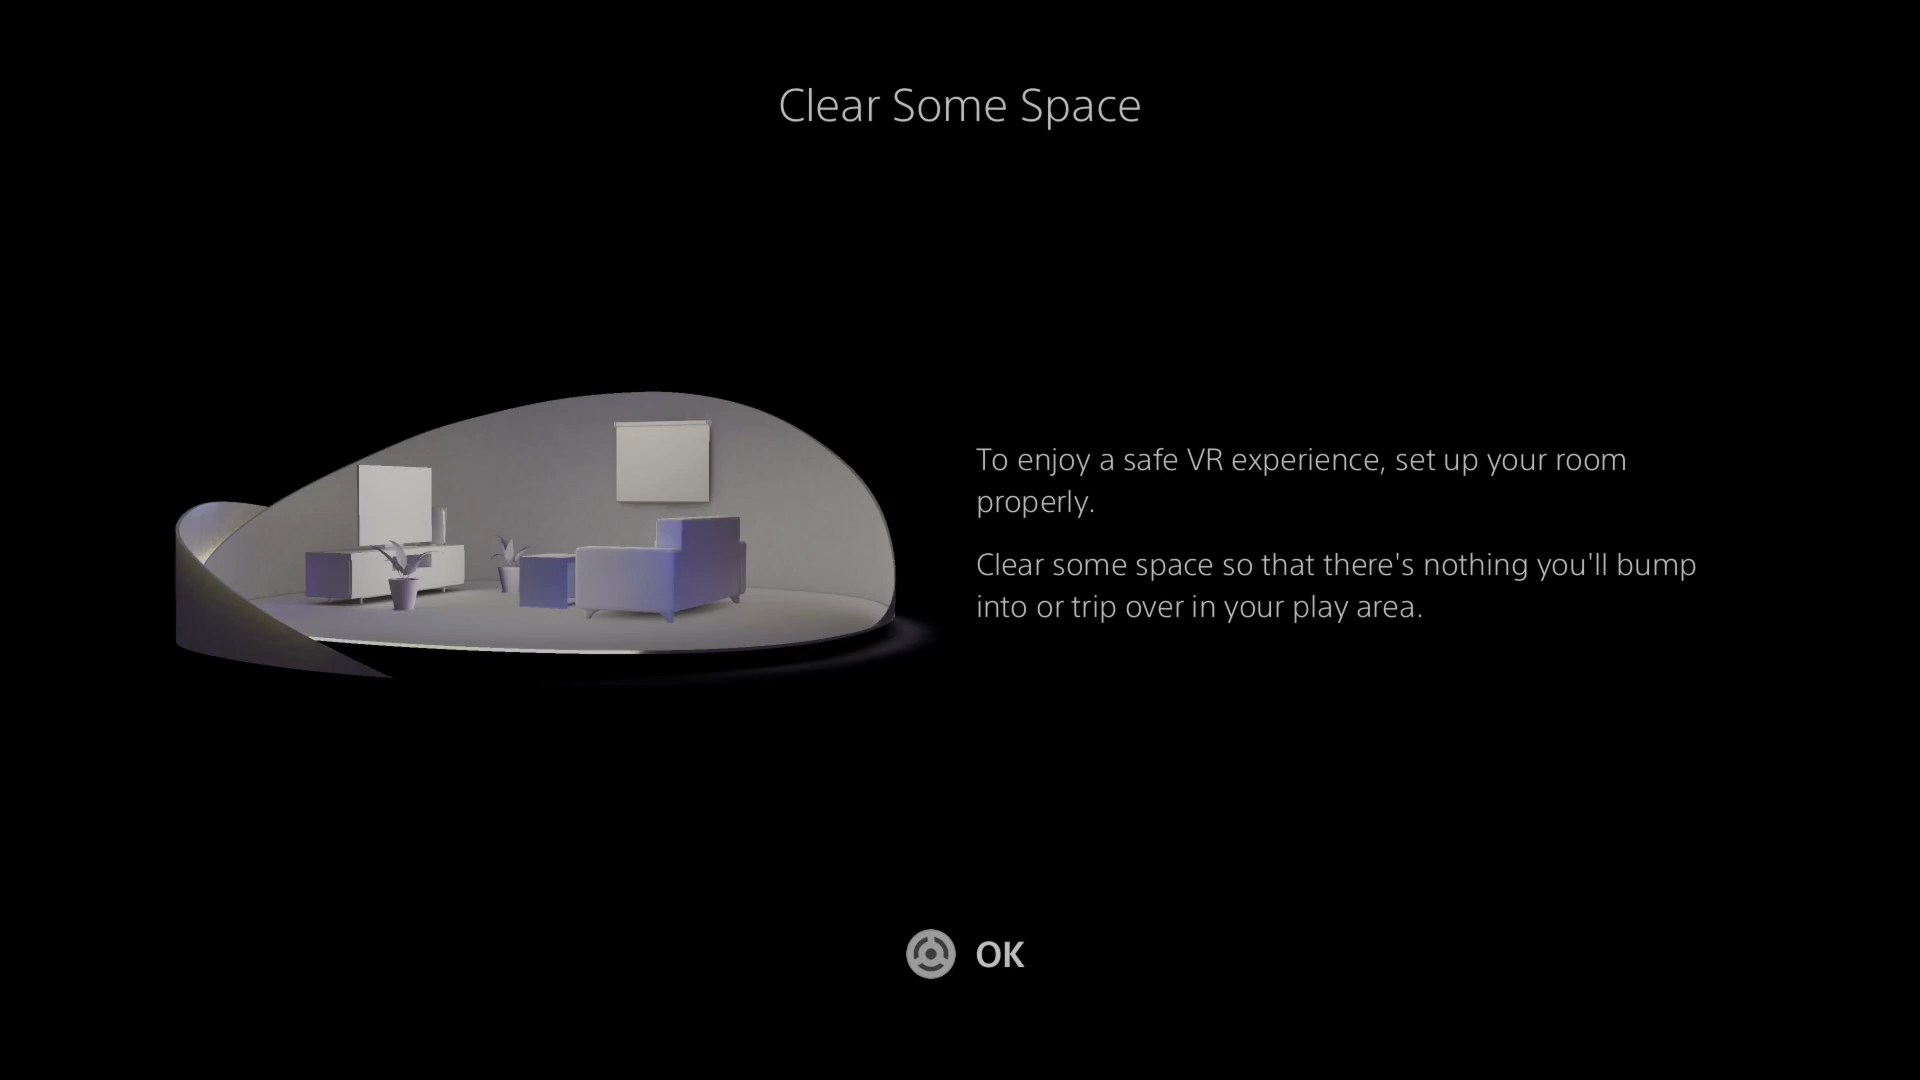 Clear Some Space
To enjoy a safe VR experience, set up your room
properly.
Clear some space so that there's nothing you'll bump
into or trip over in your play area.
OK